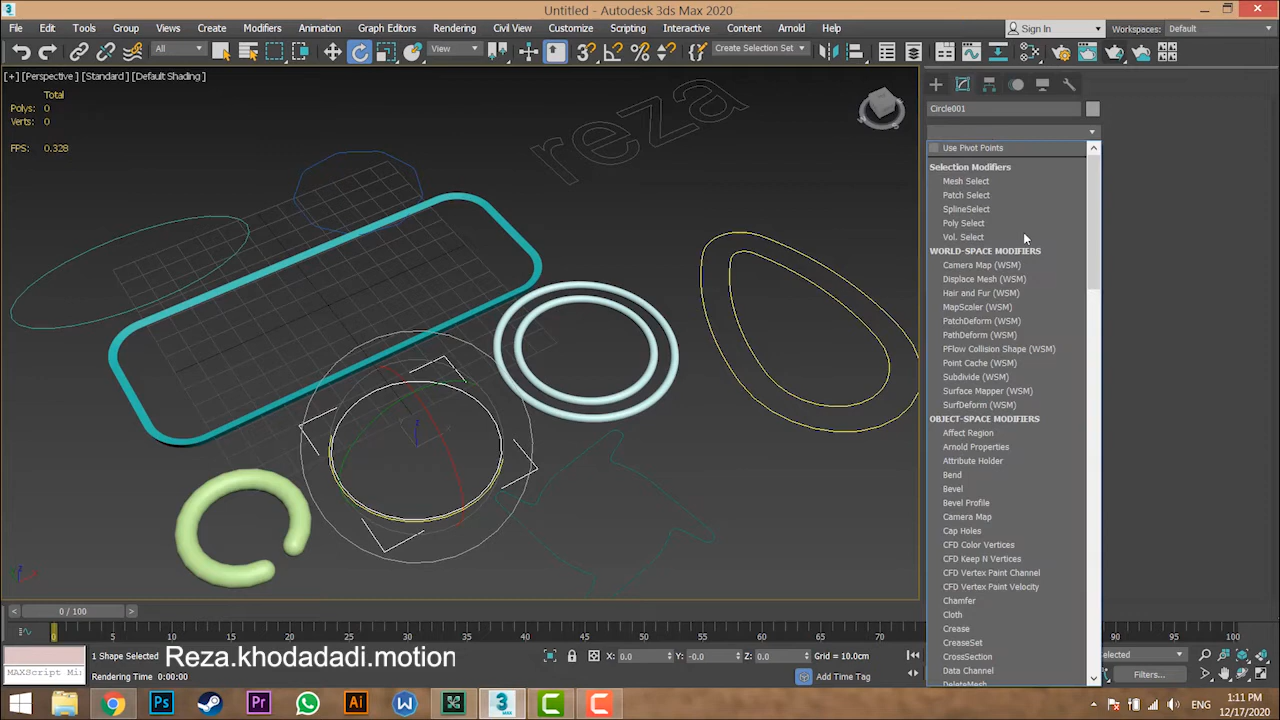 Untitled - Autodesk 3ds Max 2020
File Edit Tools Group Views Create Modifiers Animation Graph Editors Rendering Civil View Customize Scripting Interactive Content Arnold Help
Sign In
Workspaces: Default
All
View
Create Selection Set
[+] [Perspective ] [Standard ] [Default Shading ]
Total
Polys: 0
Verts: 0
FPS: 0.328
reza
Circle001
Use Pivot Points
Selection Modifiers
Mesh Select
Patch Select
SplineSelect
Poly Select
Vol. Select
WORLD-SPACE MODIFIERS
Camera Map (WSM)
Displace Mesh (WSM)
Hair and Fur (WSM)
MapScaler (WSM)
PatchDeform (WSM)
PathDeform (WSM)
PFlow Collision Shape (WSM)
Point Cache (WSM)
Subdivide (WSM)
Surface Mapper (WSM)
SurfDeform (WSM)
OBJECT-SPACE MODIFIERS
Affect Region
Arnold Properties
Attribute Holder
Bend
Bevel
Bevel Profile
Camera Map
Cap Holes
CFD Color Vertices
CFD Keep N Vertices
CFD Vertex Paint Channel
CFD Vertex Paint Velocity
Chamfer
Cloth
Crease
CreaseSet
CrossSection
Data Channel
DeleteMesh
0 / 100
0 5 10 15 20 25 30 35 40 45 50 55 60 65 70 75 90 95 100
1 Shape Selected
Reza.khodadadi.motion
X: 0.0 Y: -0.0 Z: 0.0 Grid = 10.0cm
Selected
MAXScript Mi
Rendering Time 0:00:00
Add Time Tag
Filters...
ENG
1:11 PM
12/17/2020